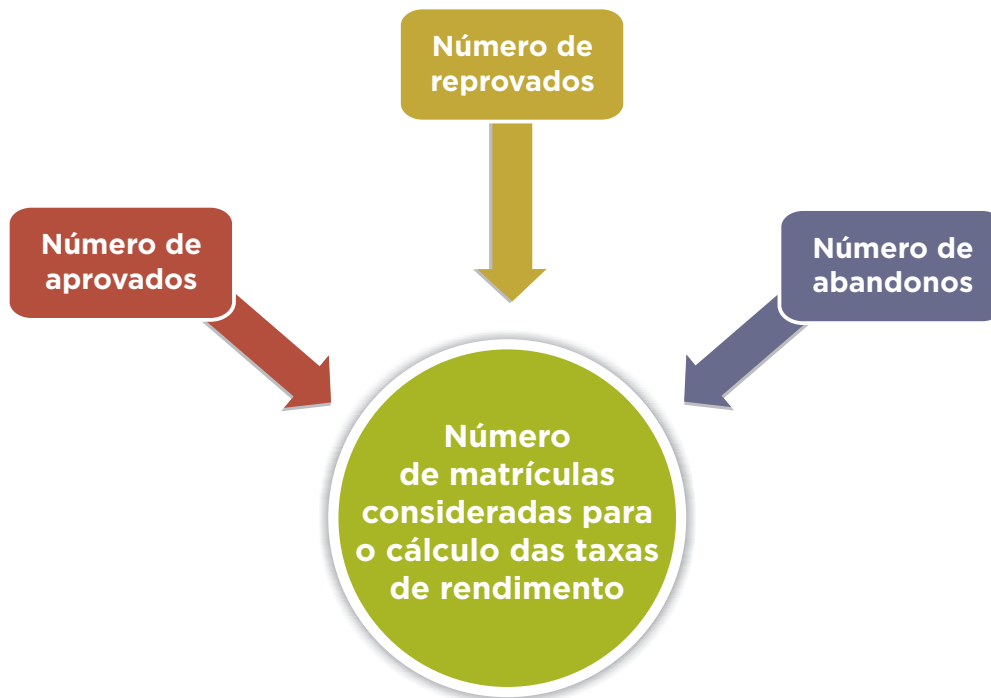 Número de
reprovados
Número de
aprovados
Número de
abandonos
Número
de matrículas
consideradas para
o cálculo das taxas
de rendimento